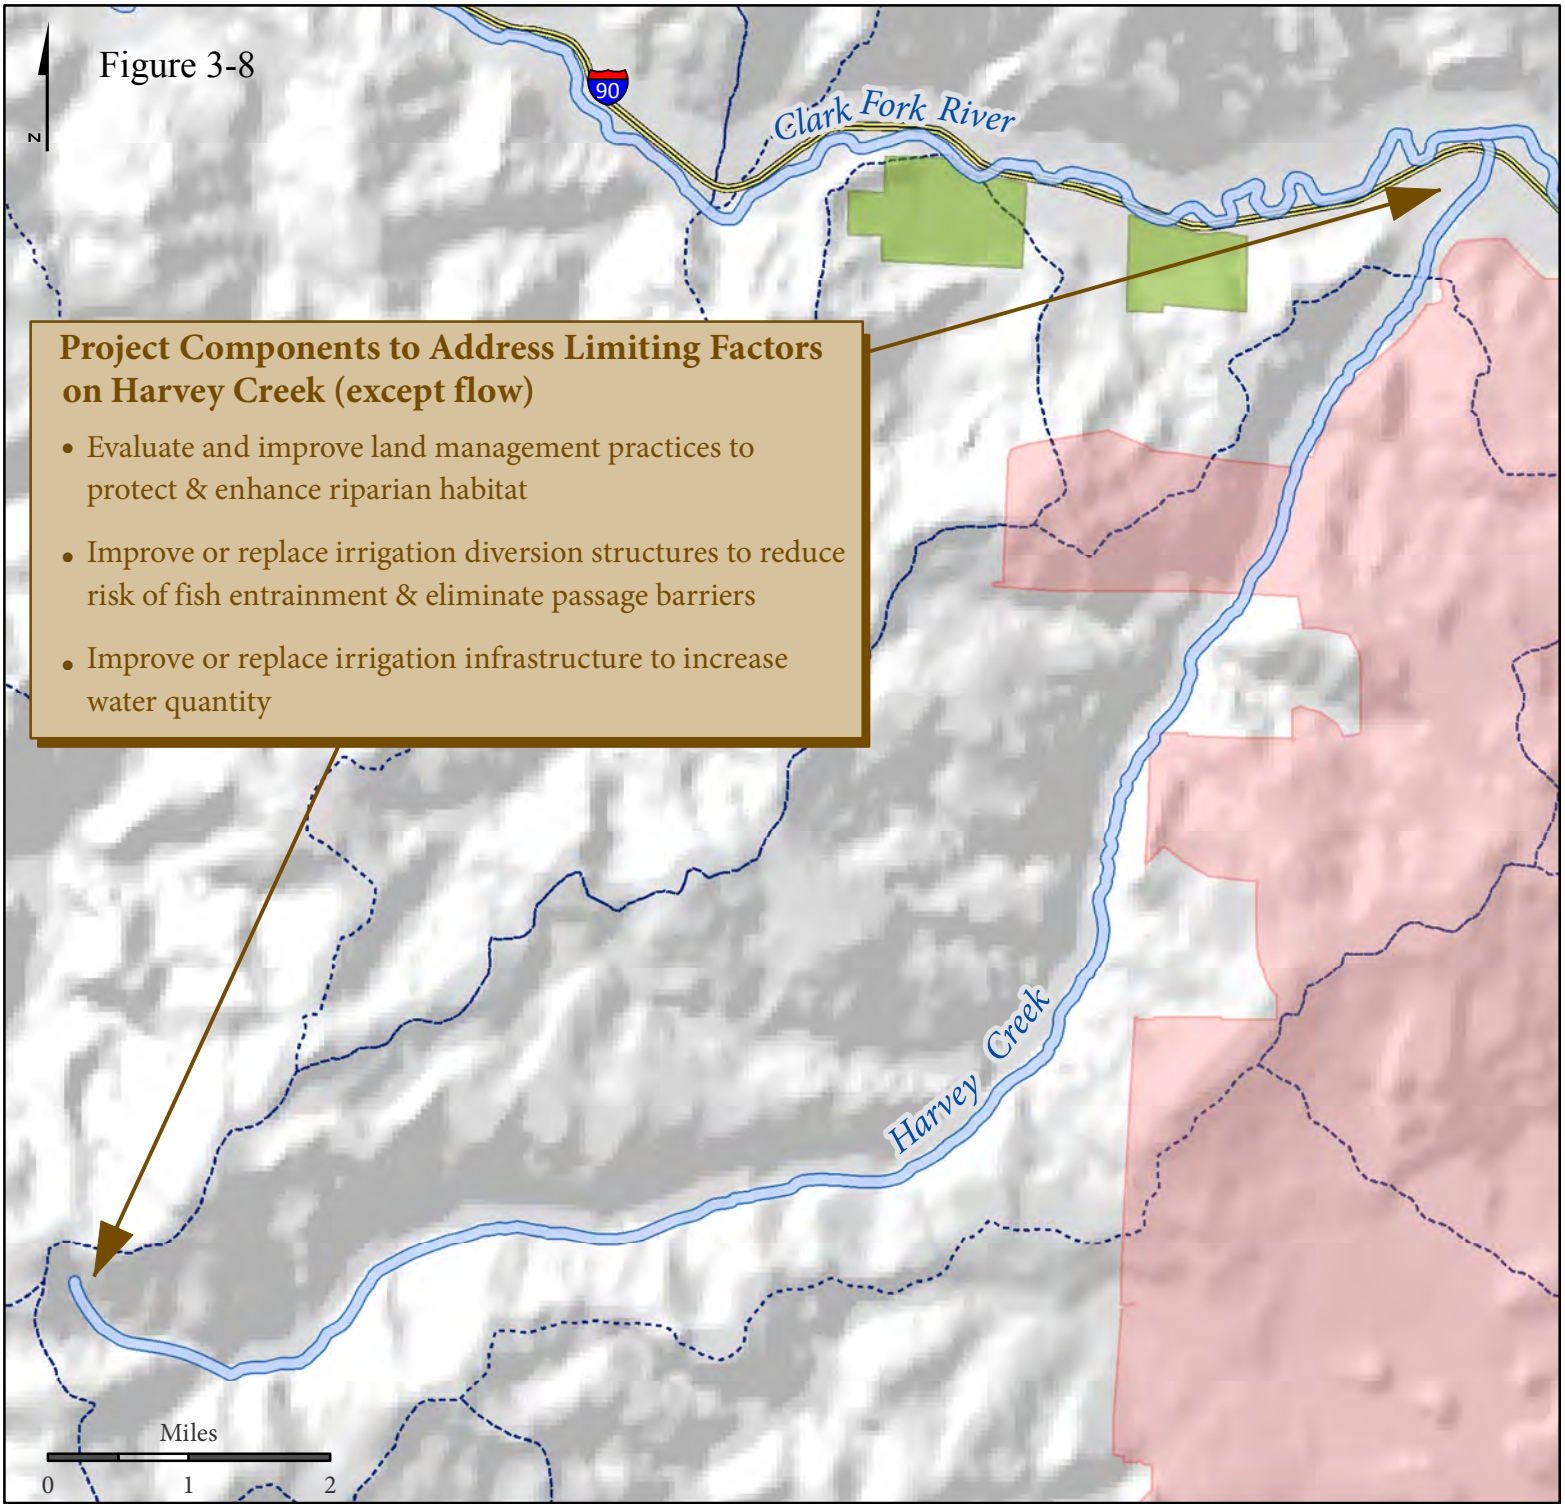 Figure 3-8
N
90
Clark Fork River
Project Components to Address Limiting Factors
on Harvey Creek (except flow)
• Evaluate and improve land management practices to
protect & enhance riparian habitat
• Improve or replace irrigation diversion structures to reduce
risk of fish entrainment & eliminate passage barriers
• Improve or replace irrigation infrastructure to increase
water quantity
Harvey Creek
Miles
0 1 2